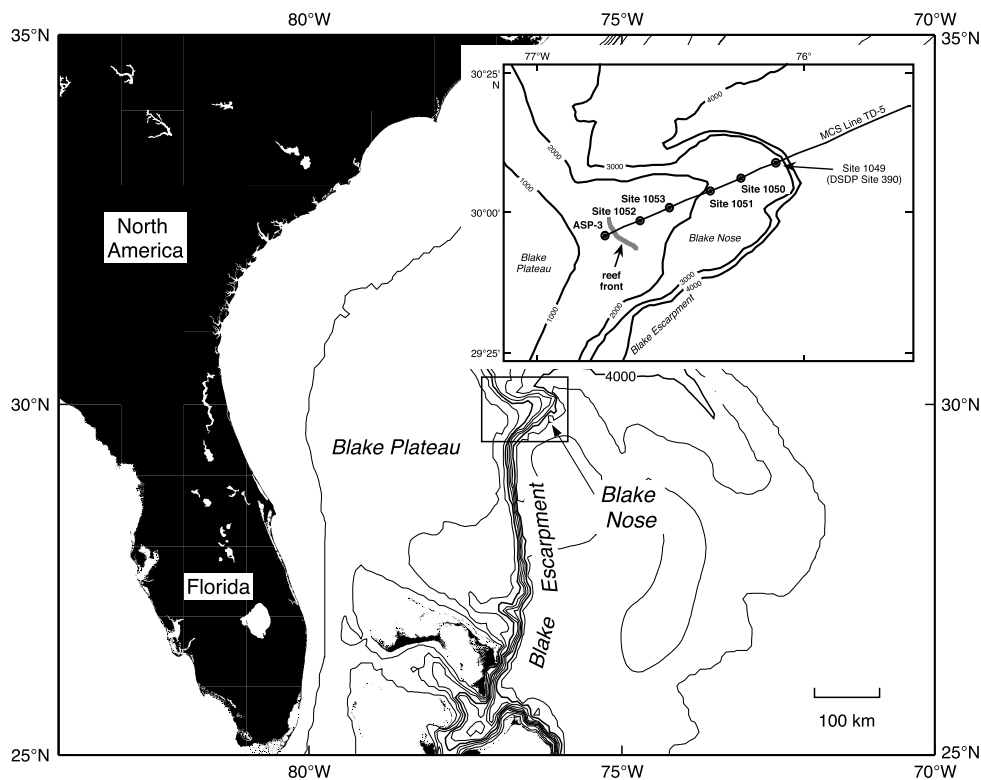 80°W
75°W
70°W
35°N
35°N
77°W
76°
30°25'
N
4000
MCS Line TD-5
2000
3000
1000
Site 1049
(DSDP Site 390)
Site 1050
Site 1053
Site 1051
Site 1052
30°00'
ASP-3
Blake Nose
Blake
Plateau
reef
front
3000
4000
2000
1000
Blake Escarpment
29°25'
North
America
4000
30°N
30°N
Blake Plateau
Blake
Nose
Blake Escarpment
Florida
100 km
25°N
25°N
80°W
75°W
70°W